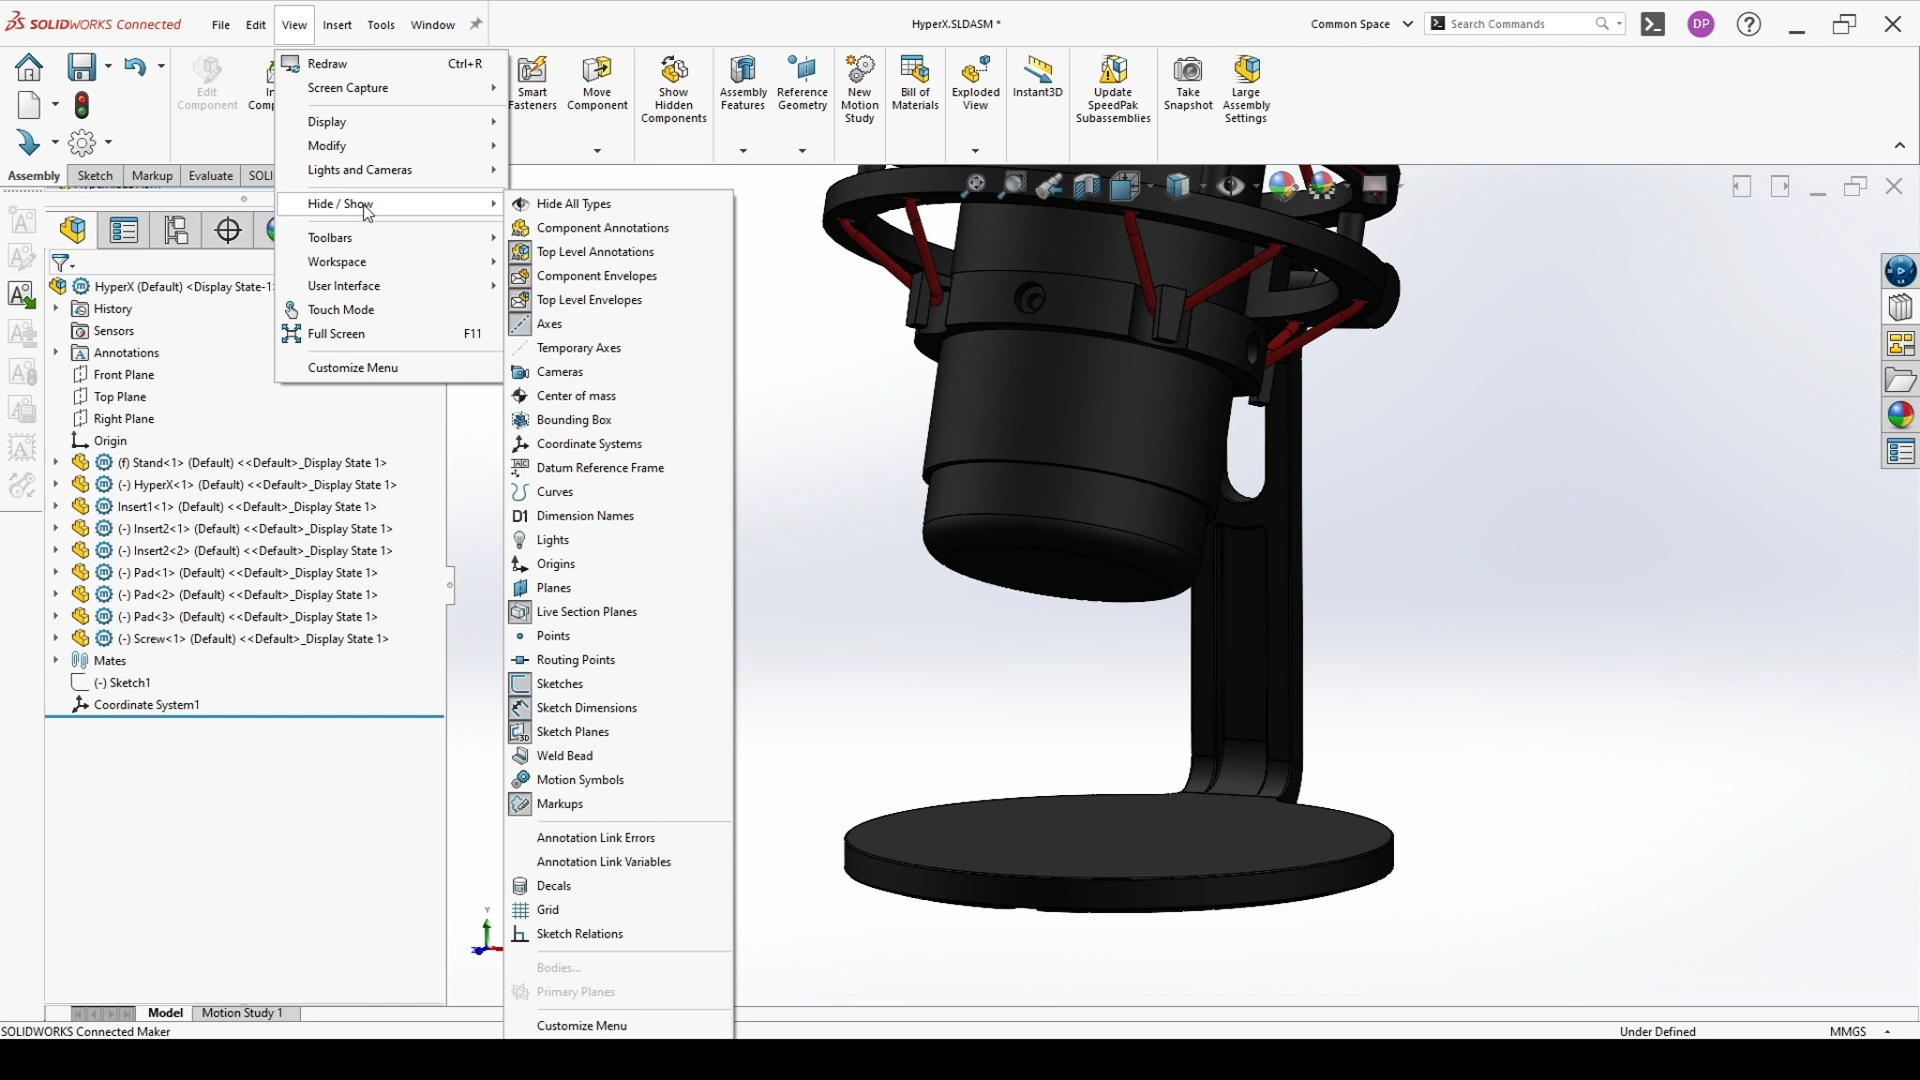 SOLIDWORKS Connected
File Edit View Insert Tools Window
HyperX.SLDASM *
Common Space
Search Commands
DP
Edit
Component
Smart
Fasteners
Move
Component
Show
Hidden
Components
Assembly
Features
Reference
Geometry
New
Motion
Study
Bill of
Materials
Exploded
View
Instant3D
Update
SpeedPak
Subassemblies
Take
Snapshot
Large
Assembly
Settings
Assembly Sketch Markup Evaluate SOLI
Redraw Ctrl+R
Screen Capture
Display
Modify
Lights and Cameras
Hide / Show
Toolbars
Workspace
User Interface
Touch Mode
Full Screen F11
Customize Menu
Hide All Types
Component Annotations
Top Level Annotations
Component Envelopes
Top Level Envelopes
Axes
Temporary Axes
Cameras
Center of mass
Bounding Box
Coordinate Systems
Datum Reference Frame
Curves
D1 Dimension Names
Lights
Origins
Planes
Live Section Planes
Points
Routing Points
Sketches
Sketch Dimensions
Sketch Planes
Weld Bead
Motion Symbols
Markups
Annotation Link Errors
Annotation Link Variables
Decals
Grid
Sketch Relations
Bodies...
Primary Planes
Customize Menu
HyperX (Default) <Display State-1
History
Sensors
Annotations
Front Plane
Top Plane
Right Plane
Origin
(f) Stand<1> (Default) <<Default>_Display State 1>
(-) HyperX<1> (Default) <<Default>_Display State 1>
Insert1<1> (Default) <<Default>_Display State 1>
(-) Insert2<1> (Default) <<Default>_Display State 1>
(-) Insert2<2> (Default) <<Default>_Display State 1>
(-) Pad<1> (Default) <<Default>_Display State 1>
(-) Pad<2> (Default) <<Default>_Display State 1>
(-) Pad<3> (Default) <<Default>_Display State 1>
(-) Screw<1> (Default) <<Default>_Display State 1>
Mates
(-) Sketch1
Coordinate System1
Y
Model Motion Study 1
SOLIDWORKS Connected Maker
Under Defined
MMGS